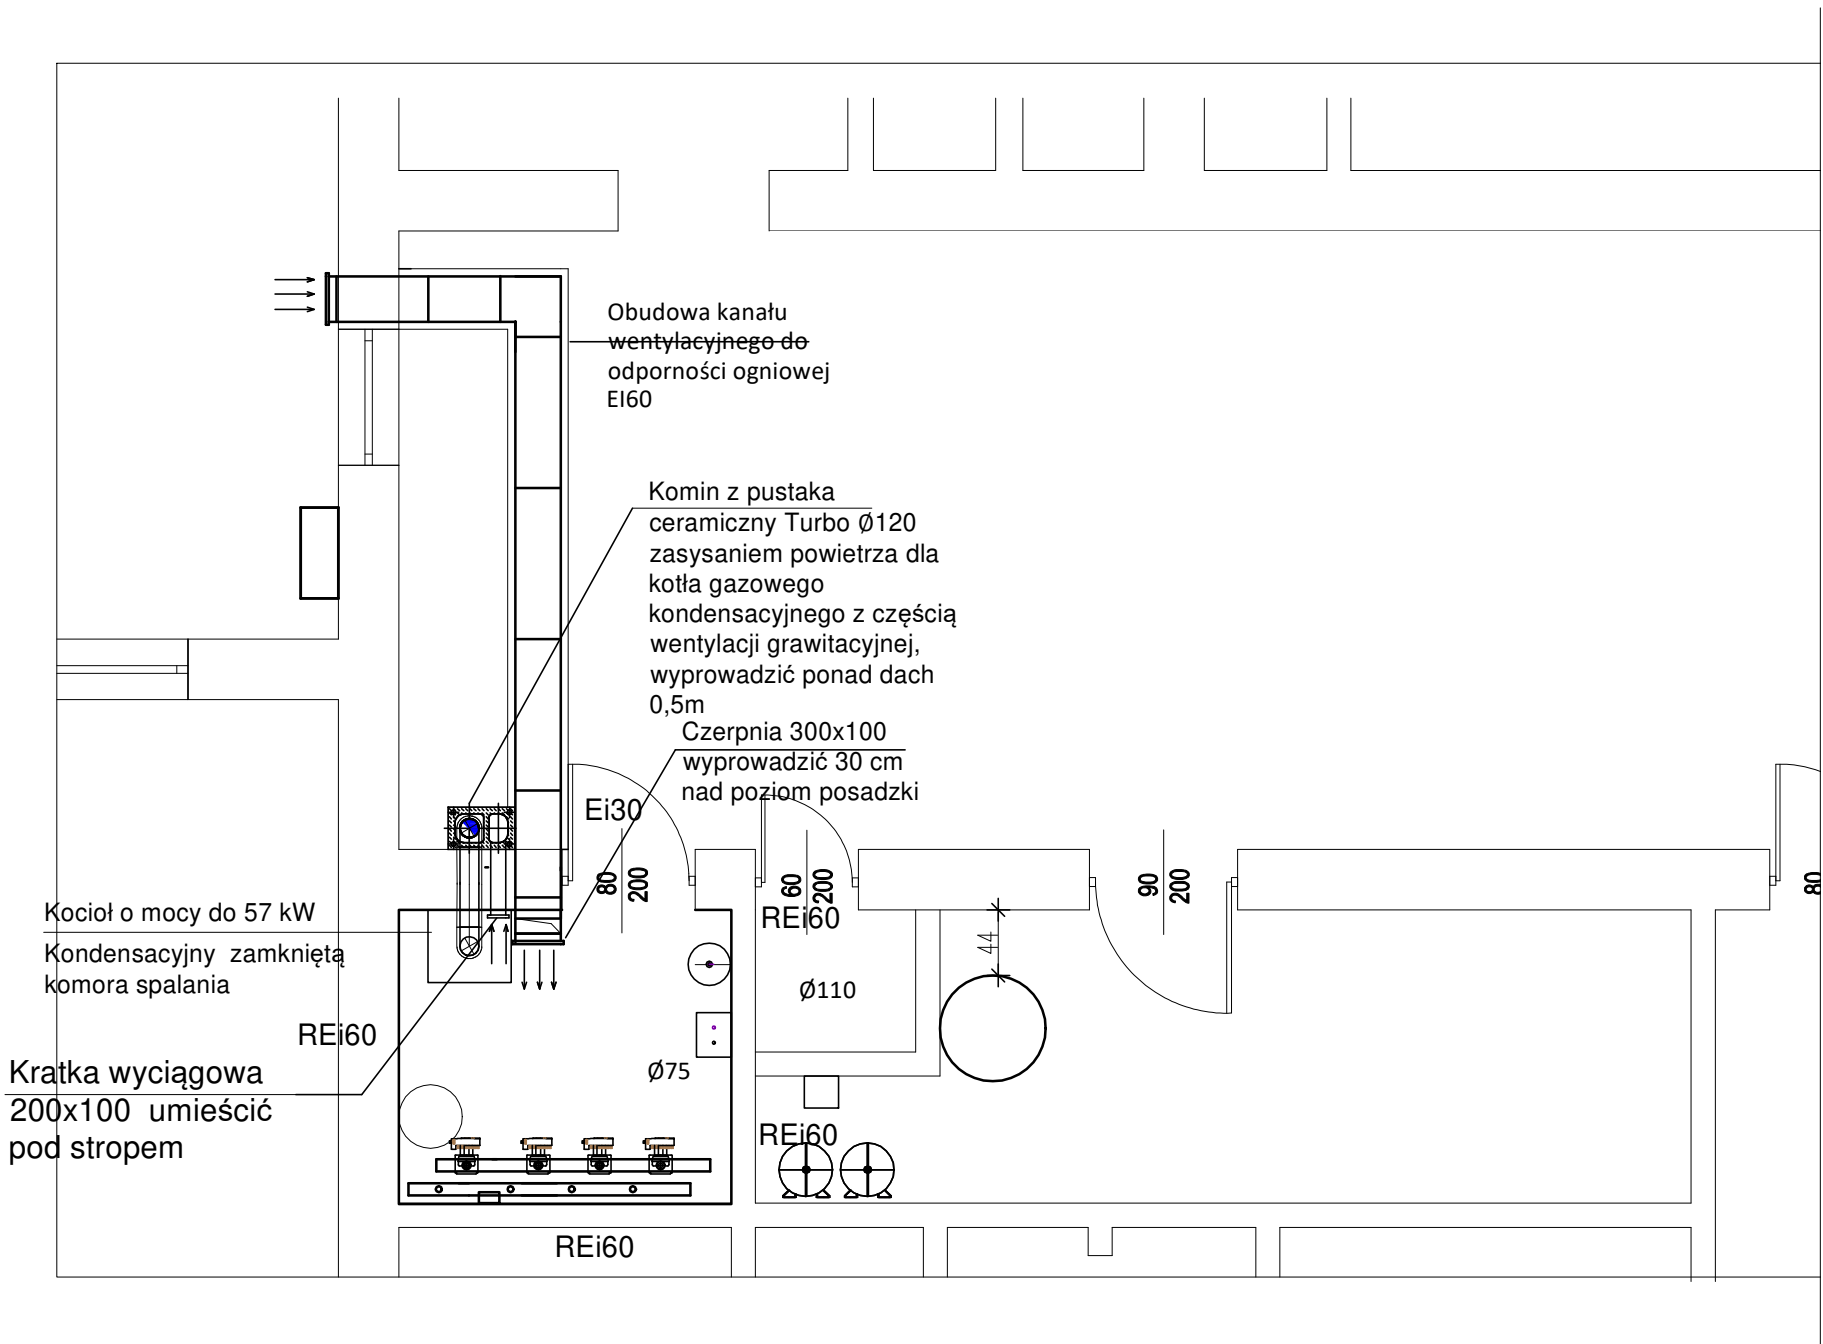 Obudowa kanału
wentylacyjnego do
odporności ogniowej
EI60
Komin z pustaka
ceramiczny Turbo Ø120
zasysaniem powietrza dla
kotła gazowego
kondensacyjnego z częścią
wentylacji grawitacyjnej,
wyprowadzić ponad dach
0,5m
Czerpnia 300x100
wyprowadzić 30 cm
nad poziom posadzki
Ei30
80
200
60
200
90
200
80
REi60
44
Kocioł o mocy do 57 kW
Kondensacyjny zamkniętą
komora spalania
Ø110
REi60
Kratka wyciągowa
200x100 umieścić
pod stropem
Ø75
REi60
REi60